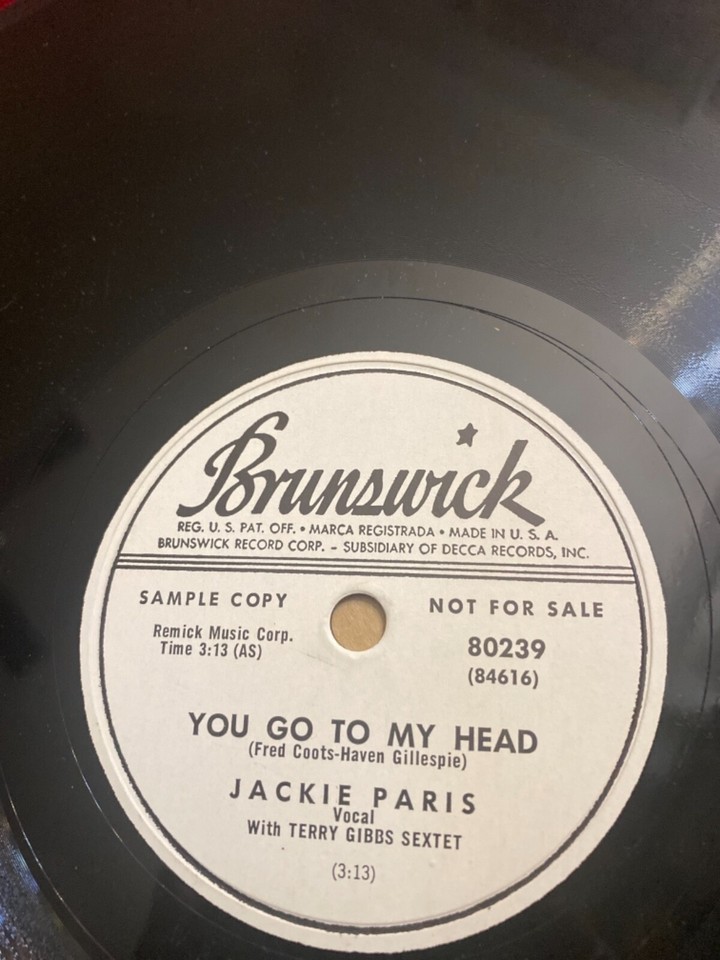 Brunswick
REG. U. S. PAT. OFF. • MARCA REGISTRADA • MADE IN U. S. A.
BRUNSWICK RECORD CORP. – SUBSIDIARY OF DECCA RECORDS, INC.
SAMPLE COPY
NOT FOR SALE
Remick Music Corp.
Time 3:13 (AS)
80239
(84616)
YOU GO TO MY HEAD
(Fred Coots-Haven Gillespie)
JACKIE PARIS
Vocal
With TERRY GIBBS SEXTET
(3:13)